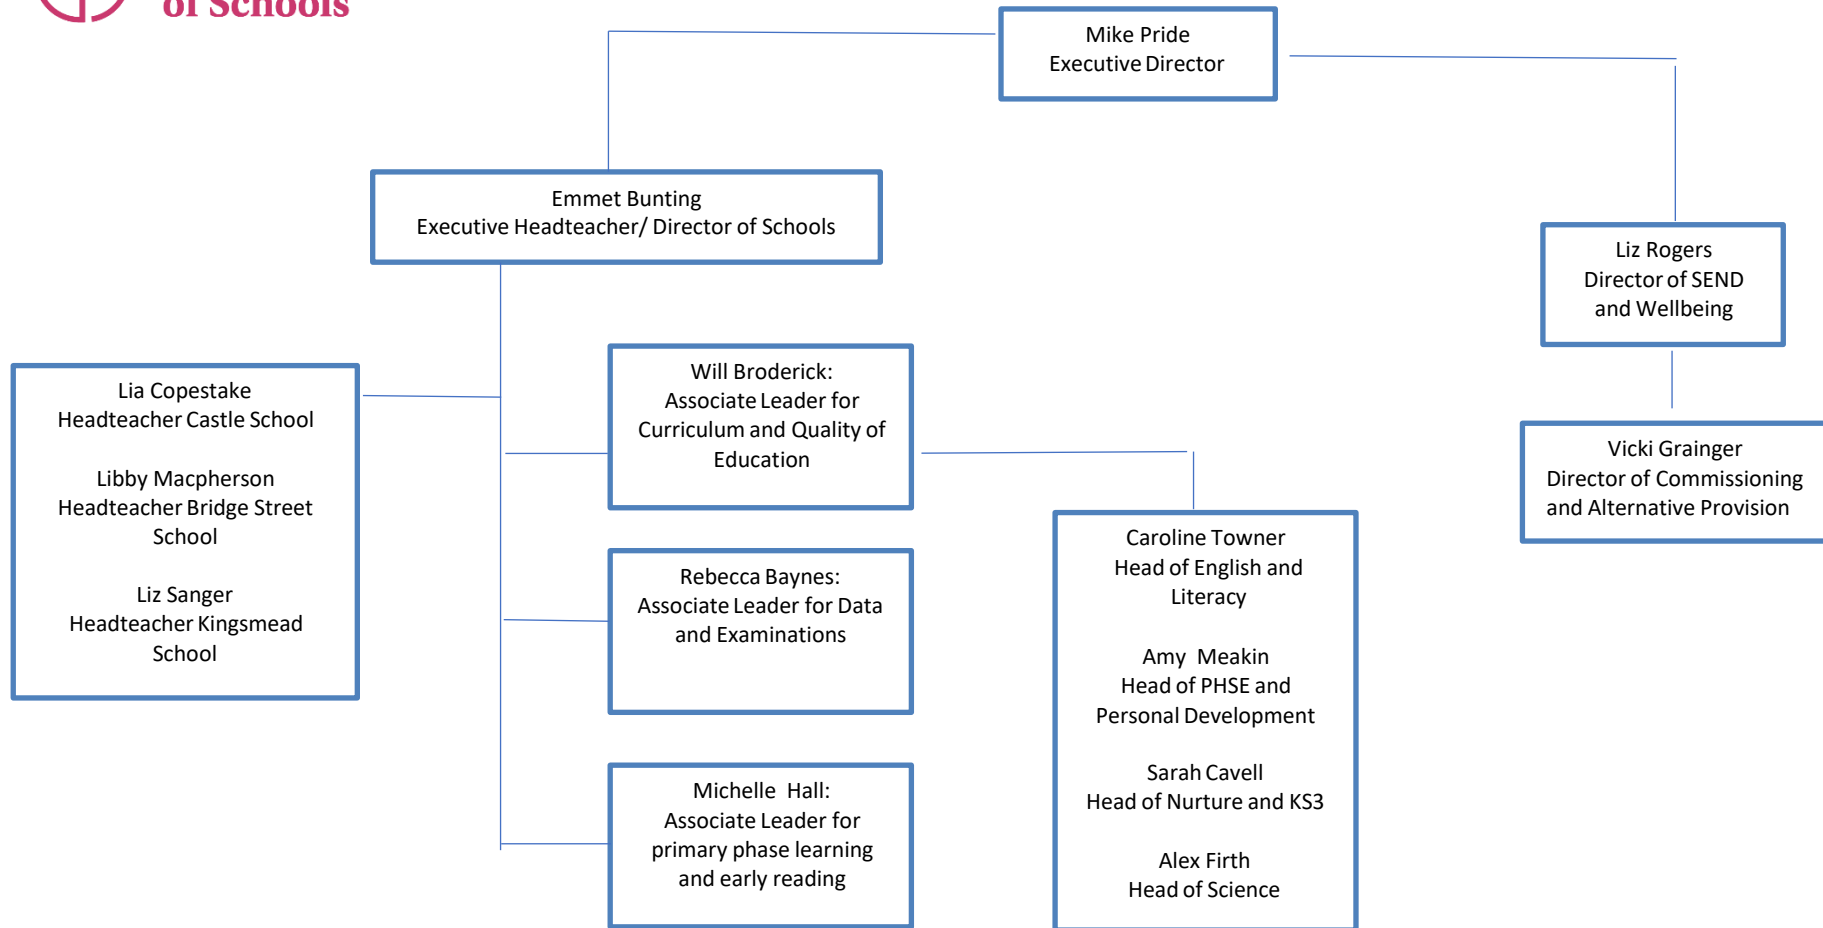 of Schools
Mike Pride
Executive Director
Emmet Bunting
Executive Headteacher/ Director of Schools
Liz Rogers
Director of SEND
and Wellbeing
Lia Copestake
Headteacher Castle School
Libby Macpherson
Headteacher Bridge Street
School
Liz Sanger
Headteacher Kingsmead
School
Will Broderick:
Associate Leader for
Curriculum and Quality of
Education
Rebecca Baynes:
Associate Leader for Data
and Examinations
Michelle Hall:
Associate Leader for
primary phase learning
and early reading
Caroline Towner
Head of English and
Literacy
Amy Meakin
Head of PHSE and
Personal Development
Sarah Cavell
Head of Nurture and KS3
Alex Firth
Head of Science
Vicki Grainger
Director of Commissioning
and Alternative Provision